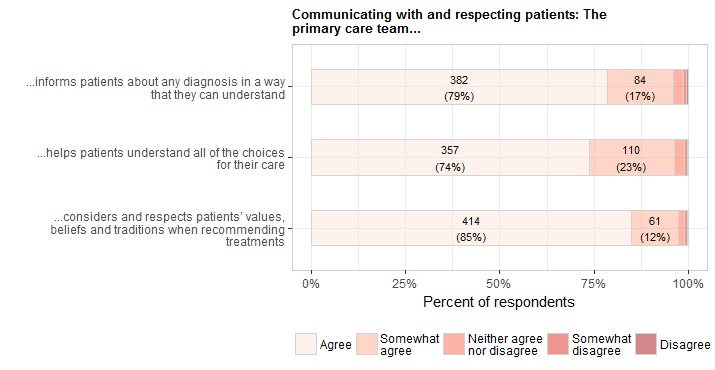 Communicating with and respecting patients: The
primary care team...
...informs patients about any diagnosis in a way
that they can understand
382
(79%)
84
(17%)
...helps patients understand all of the choices
for their care
357
(74%)
110
(23%)
...considers and respects patients' values,
beliefs and traditions when recommending
treatments
414
(85%)
61
(12%)
0%
25%
50%
75%
100%
Percent of respondents
Agree
Somewhat
agree
Neither agree
nor disagree
Somewhat
disagree
Disagree